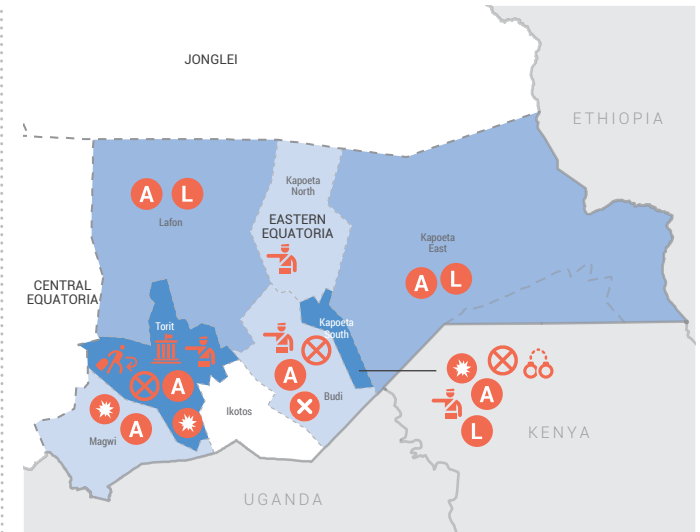 JONGLEI
ETHIOPIA
Kapoeta
North
A L
Lafon
EASTERN
EQUATORIA
Kapoeta
East
A L
CENTRAL
EQUATORIA
Torit
Kapoeta
South
A
A
Budi
Ikotos
Magwi
A
A
L
KENYA
UGANDA